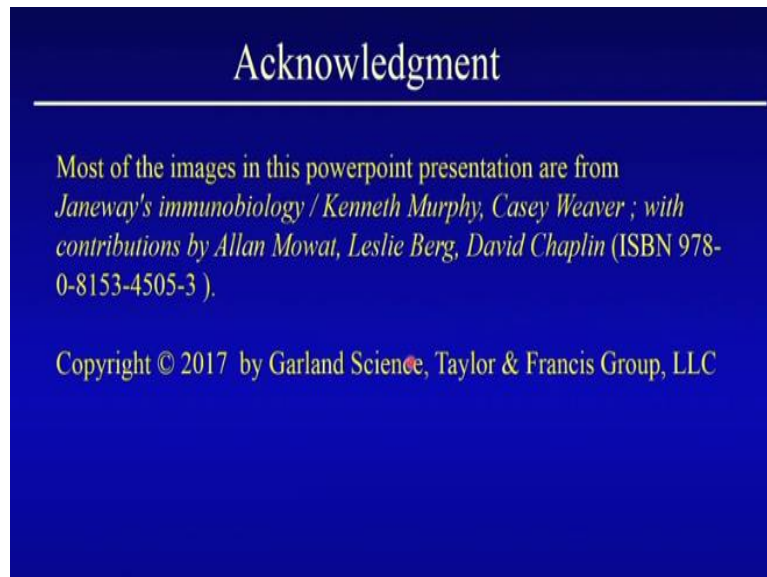 Acknowledgment
Most of the images in this powerpoint presentation are from
Janeway's immunobiology / Kenneth Murphy, Casey Weaver ; with
contributions by Allan Mowat, Leslie Berg, David Chaplin (ISBN 978-
0-8153-4505-3 ).
Copyright © 2017 by Garland Science, Taylor & Francis Group, LLC